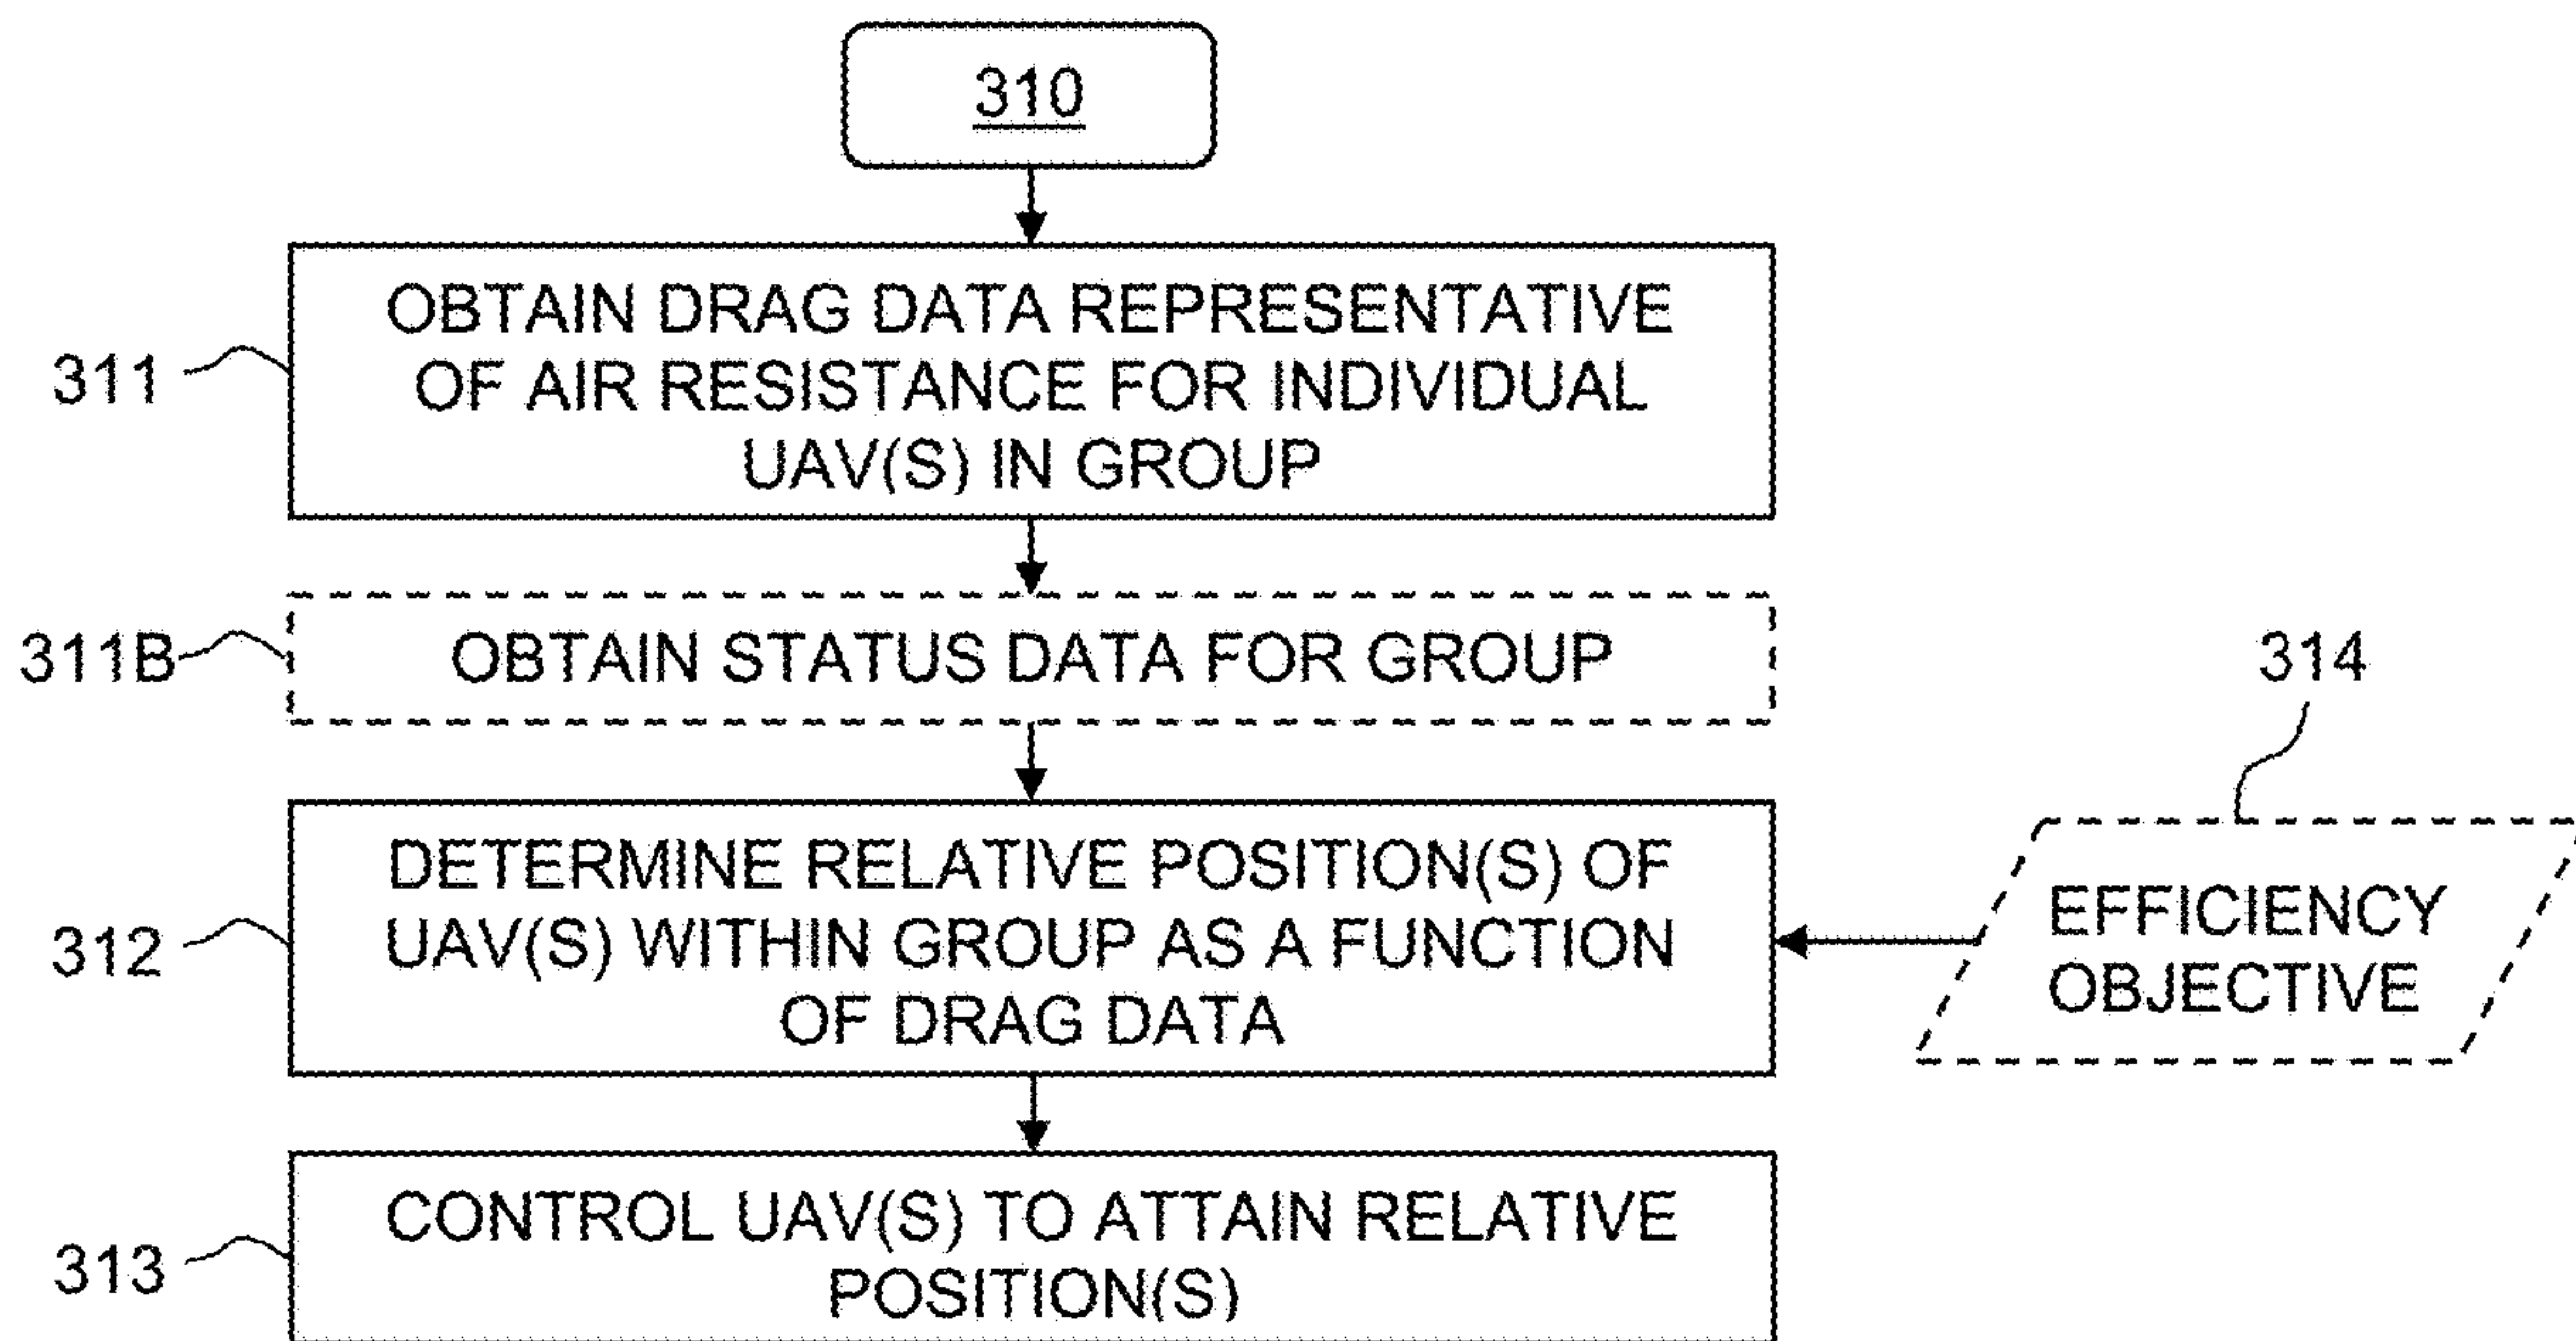 310
311
OBTAIN DRAG DATA REPRESENTATIVE
OF AIR RESISTANCE FOR INDIVIDUAL
UAV(S) IN GROUP
311B
OBTAIN STATUS DATA FOR GROUP
314
312
DETERMINE RELATIVE POSITION(S) OF
UAV(S) WITHIN GROUP AS A FUNCTION
OF DRAG DATA
EFFICIENCY
OBJECTIVE
313
CONTROL UAV(S) TO ATTAIN RELATIVE
POSITION(S)